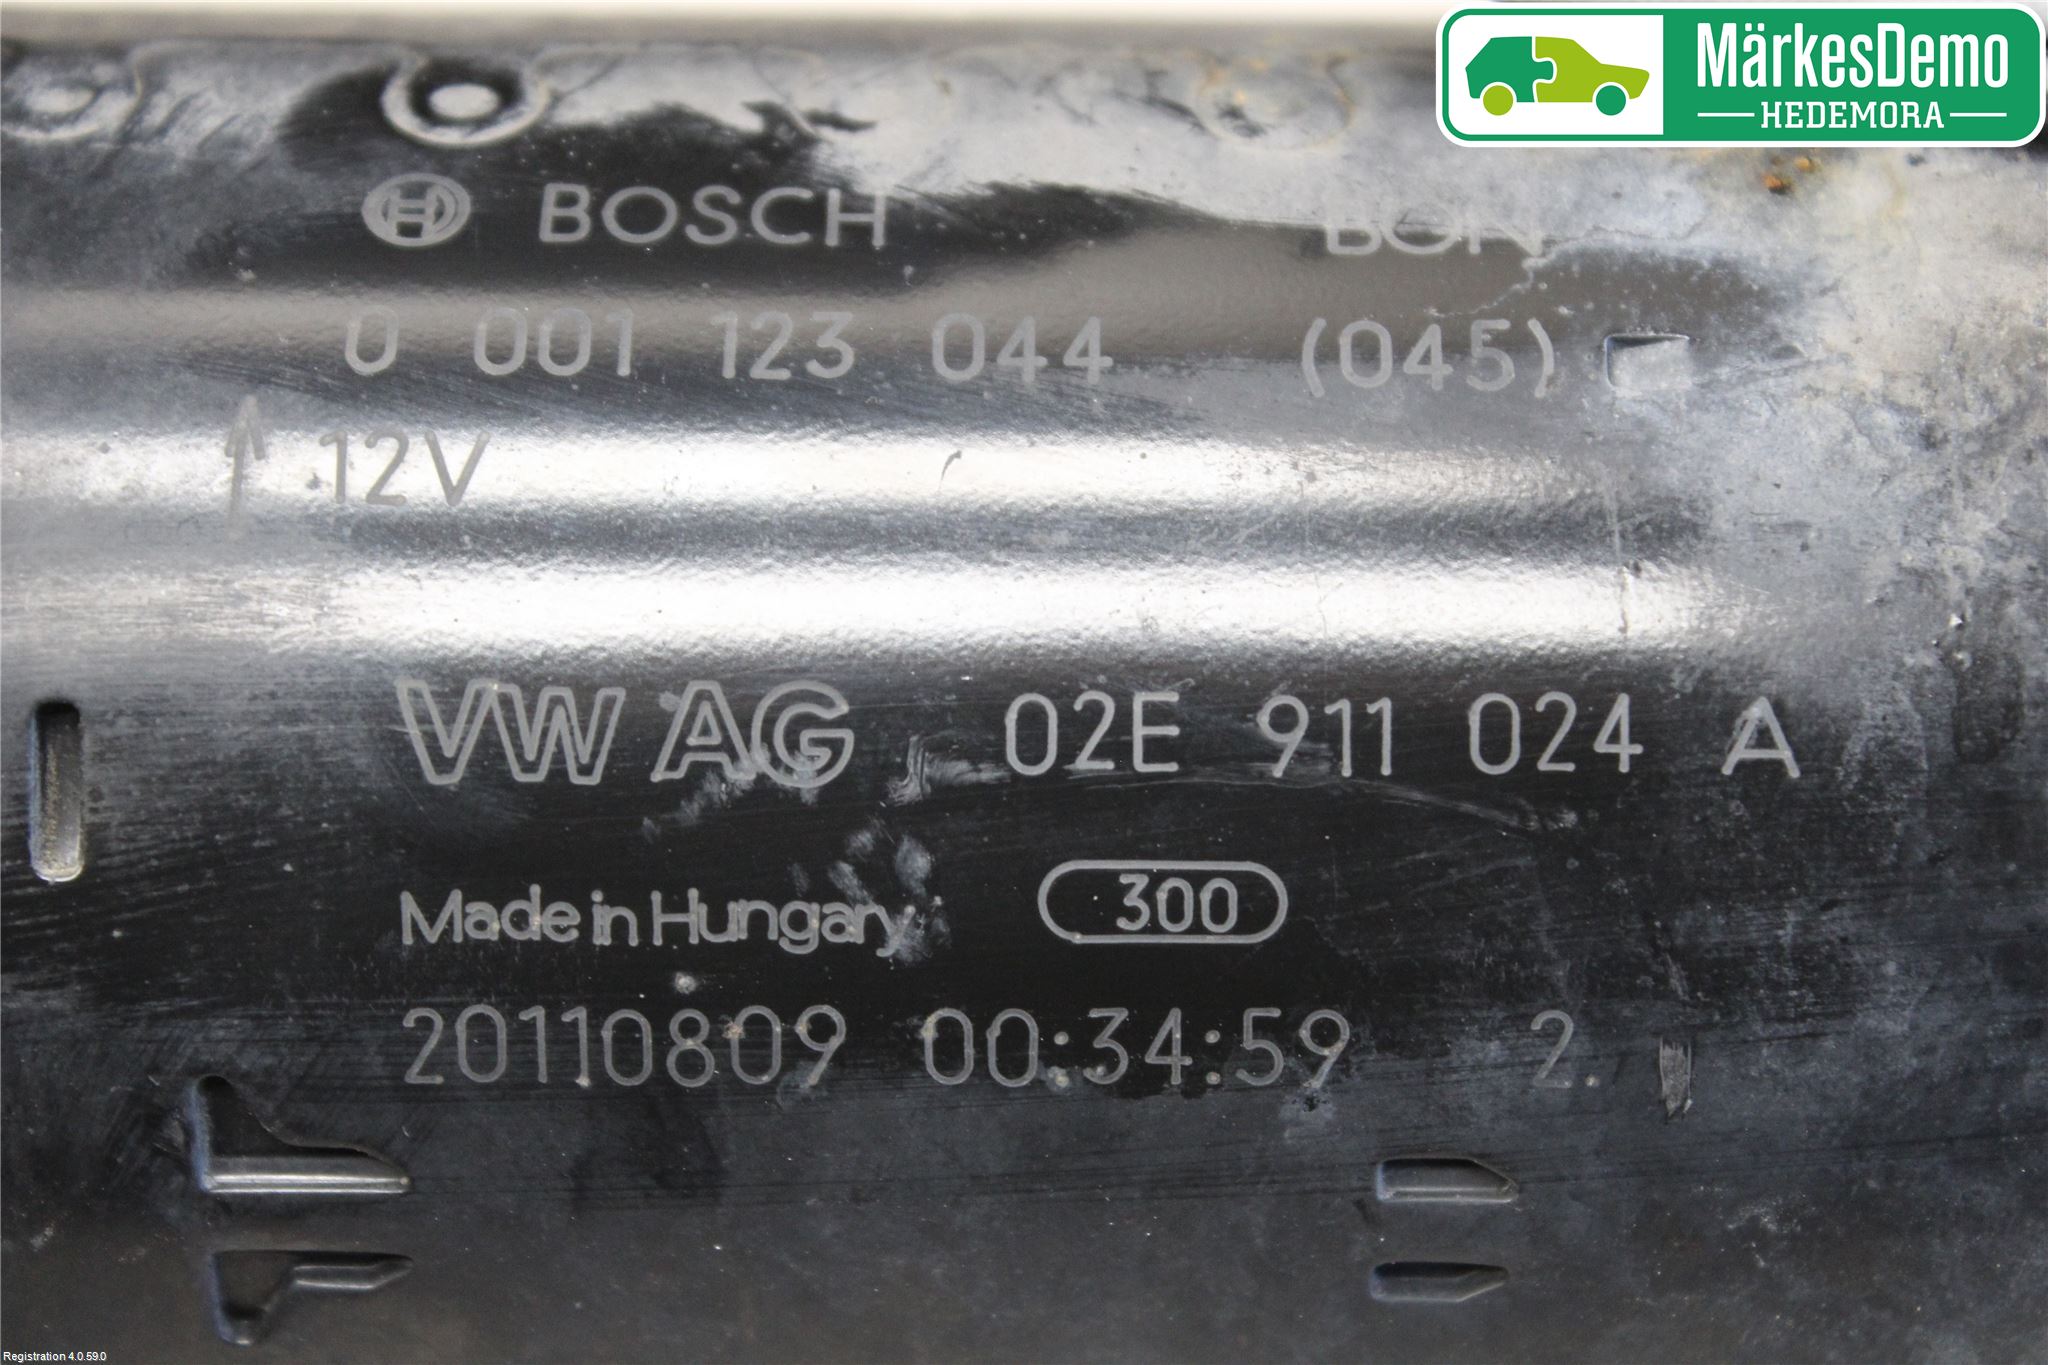 MärkesDemo
HEDEMORA
BOSCH
0 001 123 044 (045)
↑ 12V
VW AG 02E 911 024 A
Made in Hungary 300
20110809 00:34:59 2.
Registration 4.0.59.0